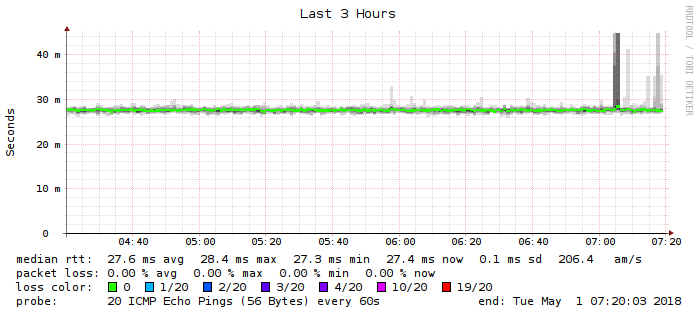 Last 3 Hours
RRDTOOL / TOBI OETIKER
Seconds
40 m
30 m
20 m
10 m
0
04:40 05:00 05:20 05:40 06:00 06:20 06:40 07:00 07:20
median rtt: 27.6 ms avg 28.4 ms max 27.3 ms min 27.4 ms now 0.1 ms sd 206.4 am/s
packet loss: 0.00 % avg 0.00 % max 0.00 % min 0.00 % now
loss color: 0 1/20 2/20 3/20 4/20 10/20 19/20
probe: 20 ICMP Echo Pings (56 Bytes) every 60s end: Tue May 1 07:20:03 2018